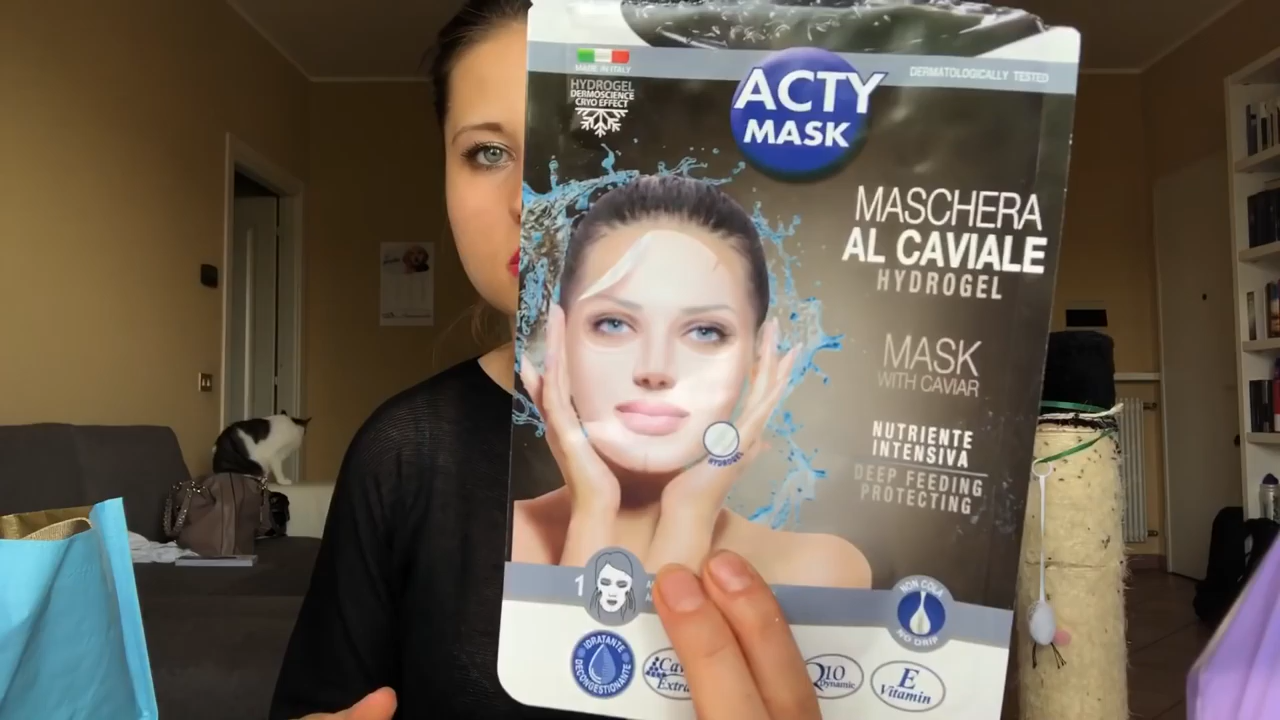 MADE IN ITALY
HYDROGEL
DERMOSCIENCE
CRYO EFFECT
ACTY
MASK
DERMATOLOGICALLY TESTED
MASCHERA
AL CAVIALE
HYDROGEL
MASK
WITH CAVIAR
NUTRIENTE
INTENSIVA
DEEP FEEDING
PROTECTING
HYDROGEL
1
NON COLA
NO DRIP
IDRATANTE
DECONGESTIONANTE
Q10
Dynamic
E
Vitamin